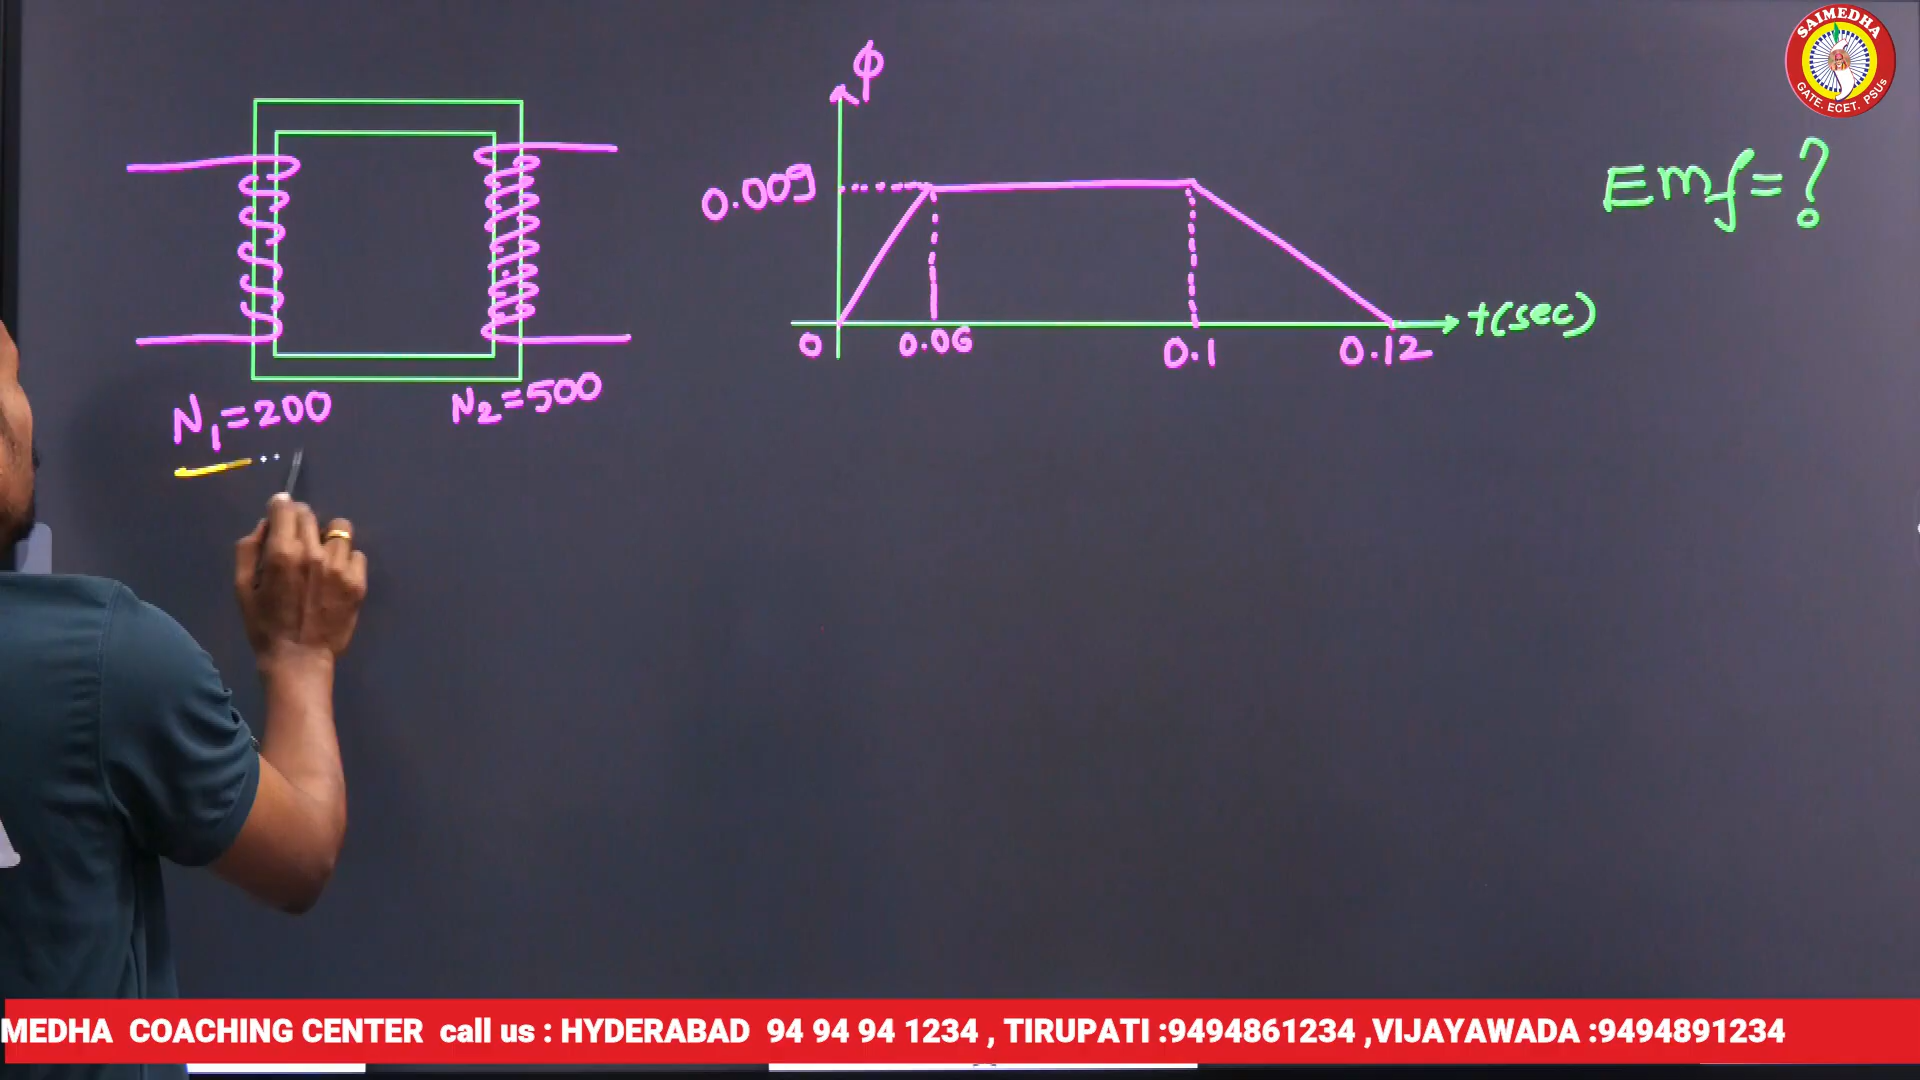 ϕ
0.009
Emf=?
0
0.06
0.1
0.12
t(sec)
N₁=200
N₂=500
SAIMEDHA
GATE. ECET. PSUs
MEDHA COACHING CENTER call us : HYDERABAD 94 94 94 1234 , TIRUPATI :9494861234 ,VIJAYAWADA :9494891234